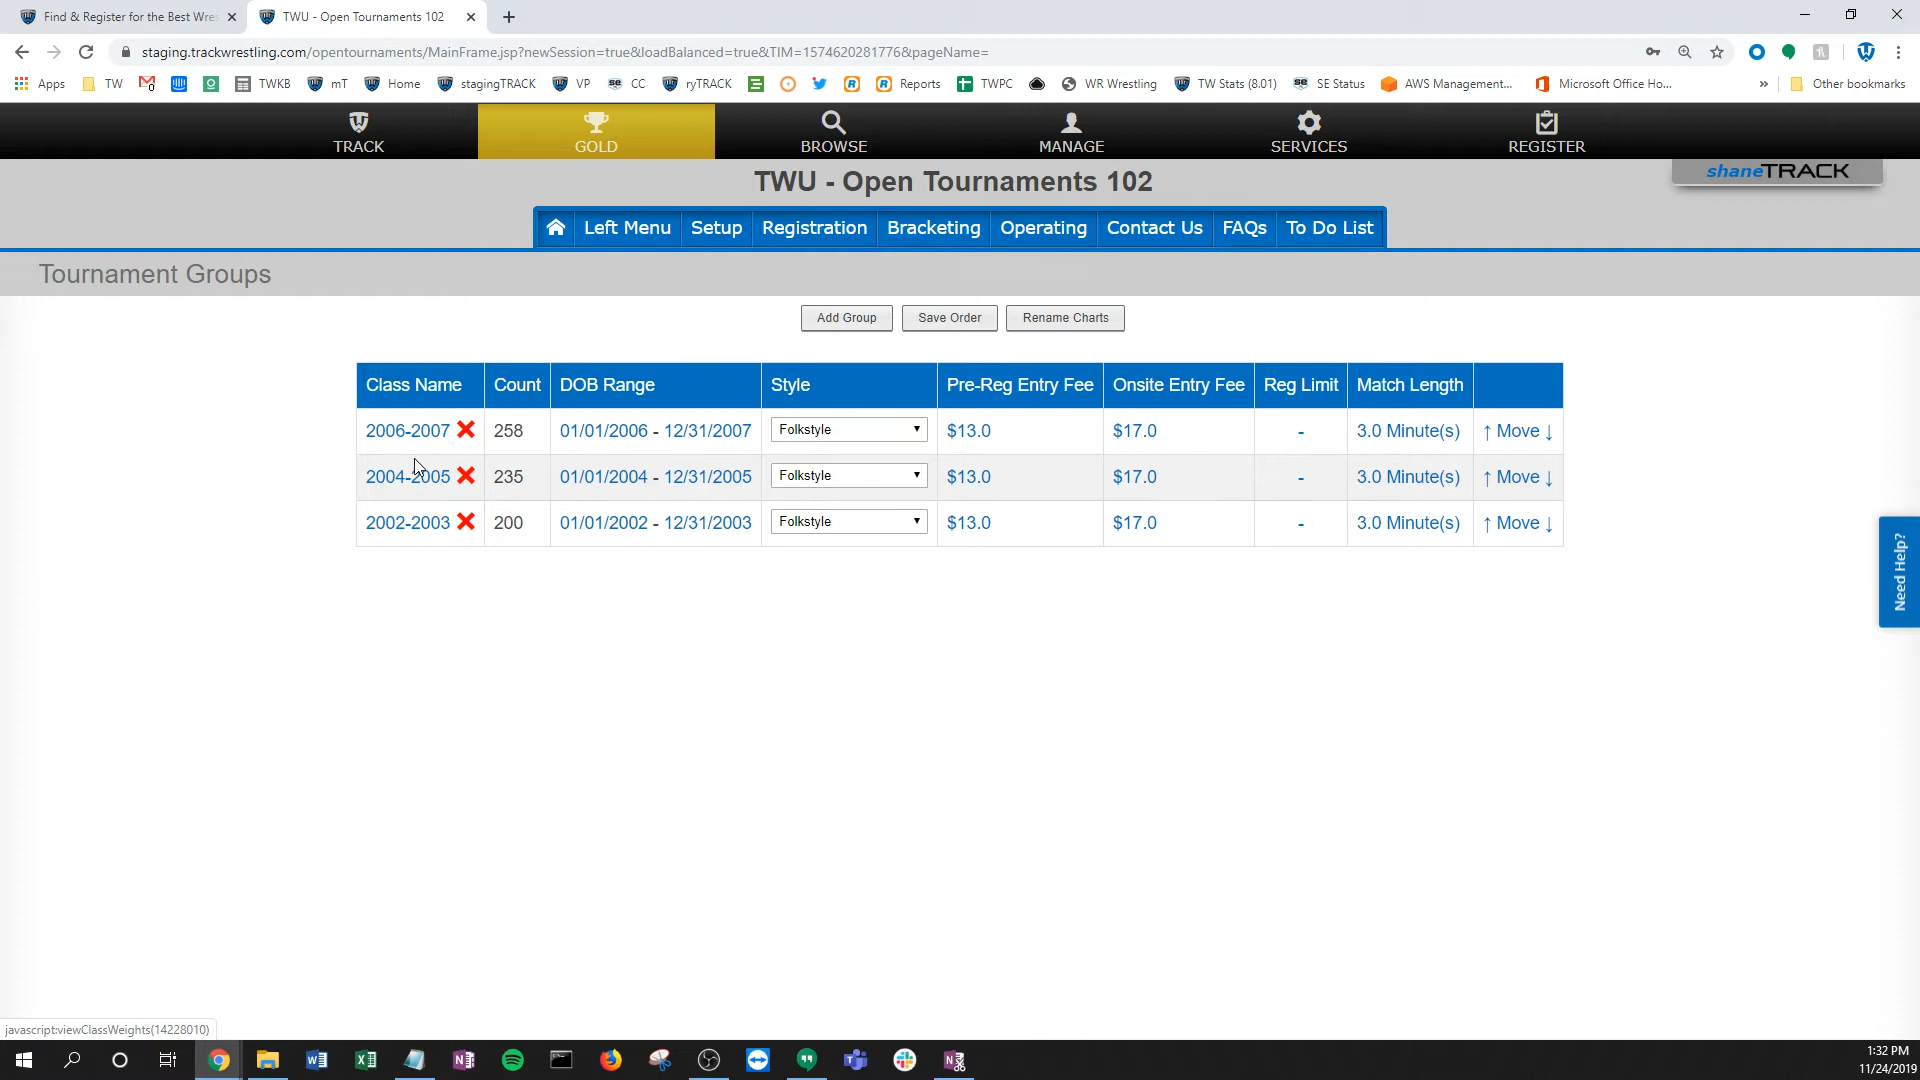 Find & Register for the Best Wres
TWU - Open Tournaments 102
staging.trackwrestling.com/opentournaments/MainFrame.jsp?newSession=true&loadBalanced=true&TIM=1574620281776&pageName=
Apps TW TWKB mT Home stagingTRACK VP CC ryTRACK Reports TWPC WR Wrestling TW Stats (8.01) SE Status AWS Management... Microsoft Office Ho... » Other bookmarks
TRACK GOLD BROWSE MANAGE SERVICES REGISTER
shaneTRACK
TWU - Open Tournaments 102
Left Menu Setup Registration Bracketing Operating Contact Us FAQs To Do List
Tournament Groups
Add Group Save Order Rename Charts
Class Name Count DOB Range Style Pre-Reg Entry Fee Onsite Entry Fee Reg Limit Match Length
2006-2007 258 01/01/2006 - 12/31/2007 Folkstyle $13.0 $17.0 - 3.0 Minute(s) ↑ Move ↓
2004-2005 235 01/01/2004 - 12/31/2005 Folkstyle $13.0 $17.0 - 3.0 Minute(s) ↑ Move ↓
2002-2003 200 01/01/2002 - 12/31/2003 Folkstyle $13.0 $17.0 - 3.0 Minute(s) ↑ Move ↓
Need Help?
javascript:viewClassWeights(14228010)
1:32 PM
11/24/2019